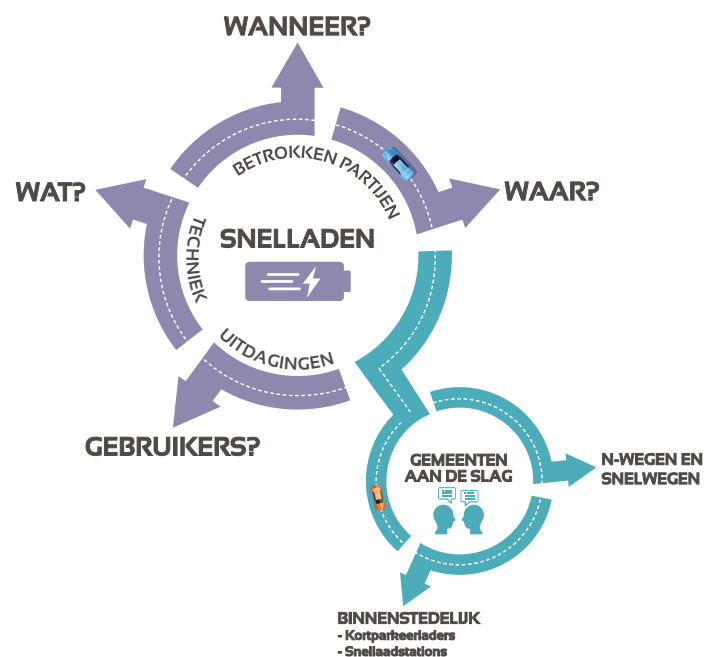 WANNEER?
BETROKKEN PARTIJEN
WAT?
WAAR?
TECHNIEK
SNELLADEN
UITDAGINGEN
GEBRUIKERS?
GEMEENTEN
AAN DE SLAG
N-WEGEN EN
SNELWEGEN
BINNENSTEDELIJK
- Kortparkeerladers
- Snellaadstations